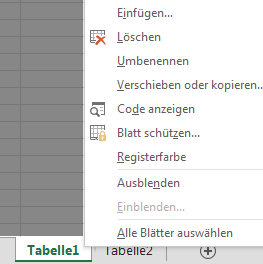 Einfügen...
Löschen
Umbenennen
Verschieben oder kopieren...
Code anzeigen
Blatt schützen...
Registerfarbe
Ausblenden
Einblenden...
Alle Blätter auswählen
Tabelle1 Tabelle2